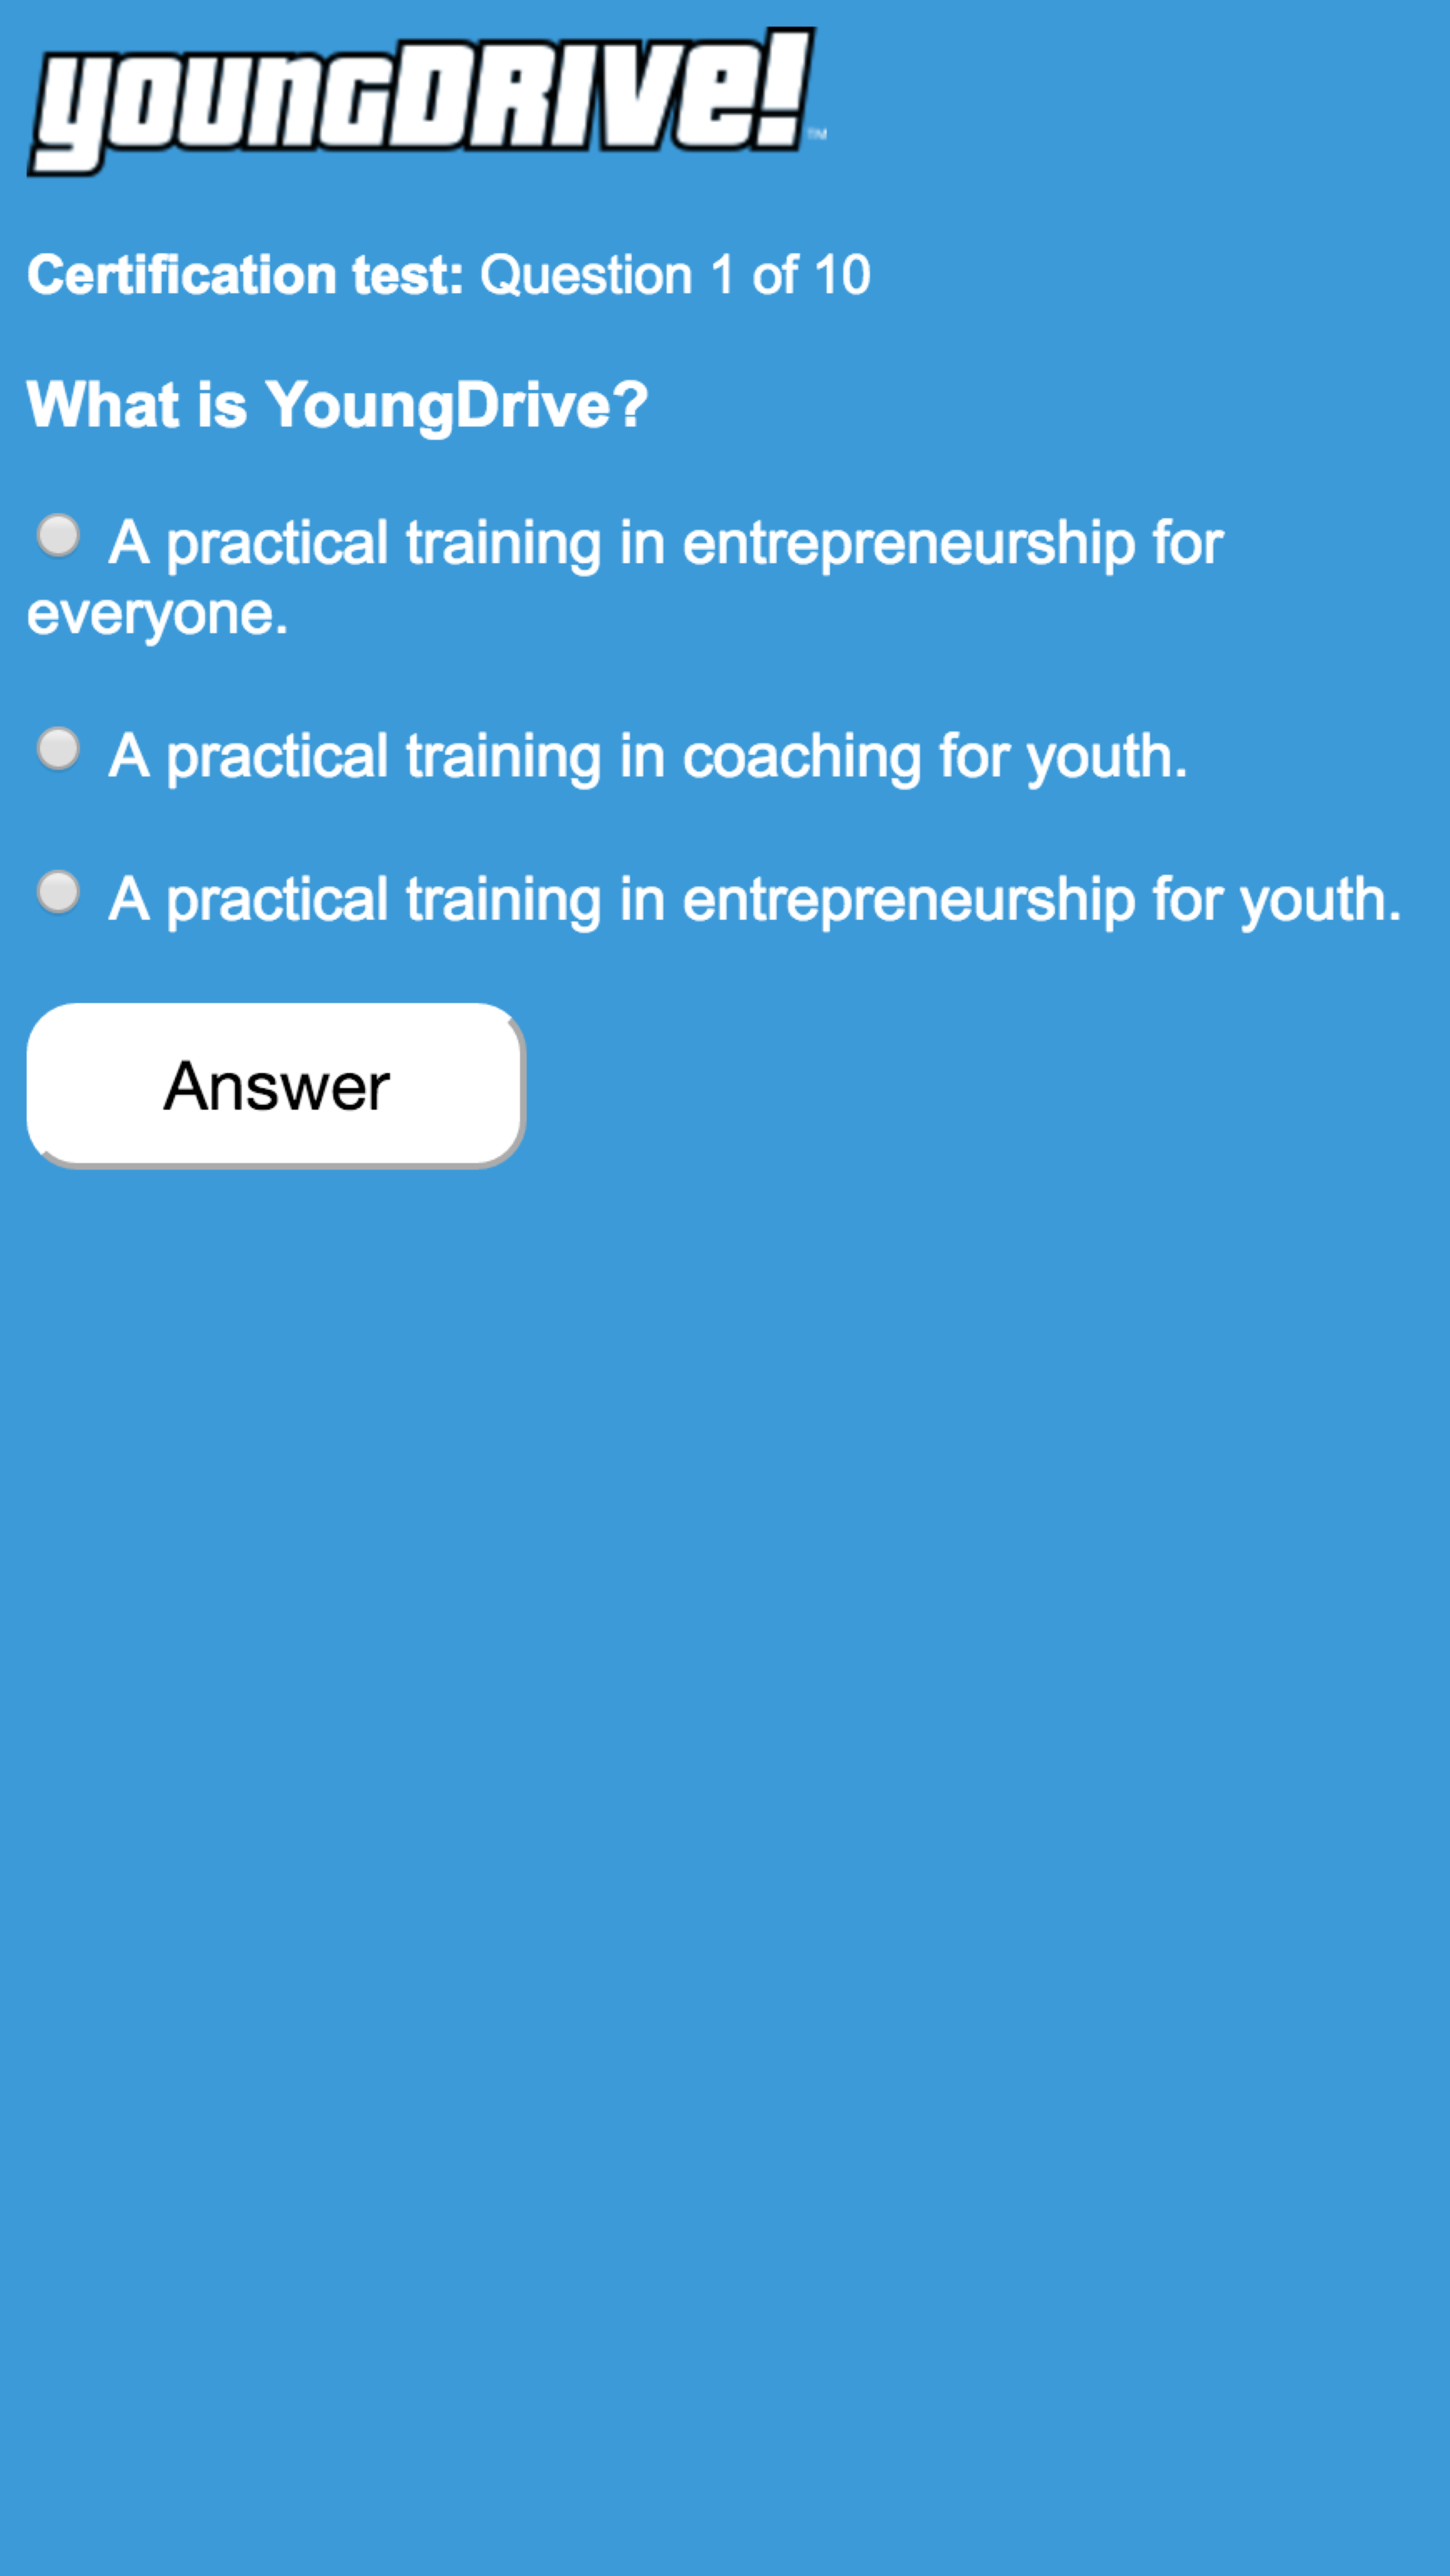 youngDRIVe!™
Certification test: Question 1 of 10
What is YoungDrive?
A practical training in entrepreneurship for
everyone.
A practical training in coaching for youth.
A practical training in entrepreneurship for youth.
Answer